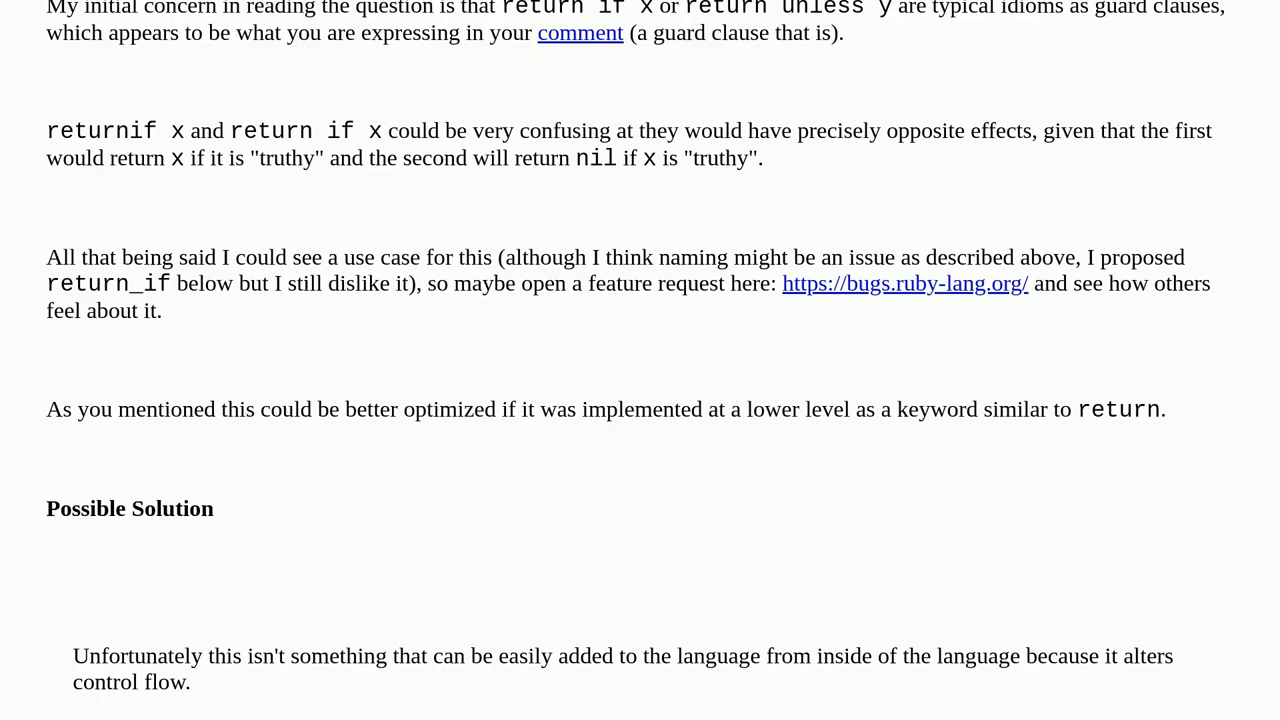 My initial concern in reading the question is that return if x or return unless y are typical idioms as guard clauses,
which appears to be what you are expressing in your comment (a guard clause that is).
returnif x and return if x could be very confusing at they would have precisely opposite effects, given that the first
would return x if it is "truthy" and the second will return nil if x is "truthy".
All that being said I could see a use case for this (although I think naming might be an issue as described above, I proposed
return_if below but I still dislike it), so maybe open a feature request here: https://bugs.ruby-lang.org/ and see how others
feel about it.
As you mentioned this could be better optimized if it was implemented at a lower level as a keyword similar to return.
Possible Solution
Unfortunately this isn't something that can be easily added to the language from inside of the language because it alters
control flow.